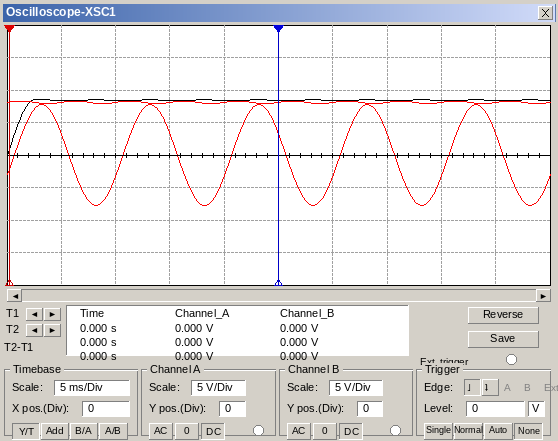 Oscilloscope-XSC1 X
T1
T2
T2-T1
Time Channel_A Channel_B
0.000 s 0.000 V 0.000 V
0.000 s 0.000 V 0.000 V
0.000 s 0.000 V 0.000 V
Reverse
Save
Ext. trigger
Timebase
Scale: 5 ms/Div
X pos.(Div): 0
Y/T Add B/A A/B
Channel A
Scale: 5 V/Div
Y pos.(Div): 0
AC 0 DC
Channel B
Scale: 5 V/Div
Y pos.(Div): 0
AC 0 DC
Trigger
Edge: A B Ext
Level: 0 V
Single Normal Auto None